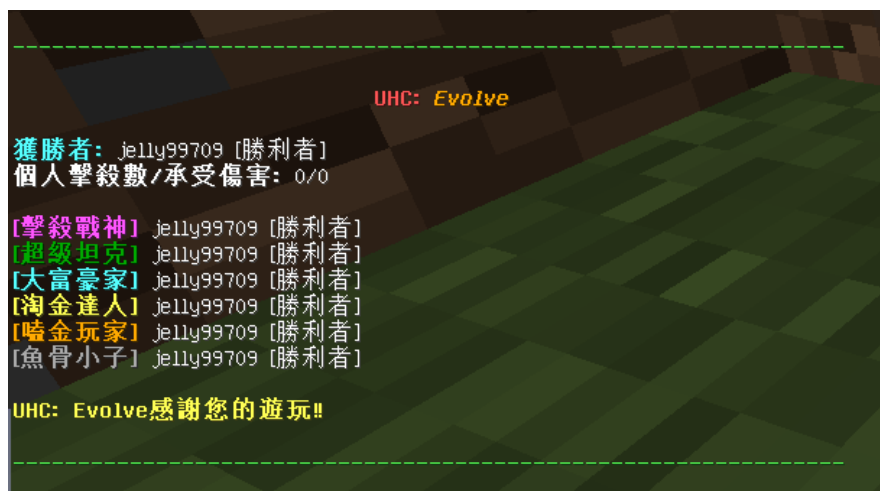 UHC: Evolve
獲勝者: jelly99709 [勝利者]
個人擊殺數/承受傷害: 0/0
[擊殺戰神] jelly99709 [勝利者]
[超級坦克] jelly99709 [勝利者]
[大富豪家] jelly99709 [勝利者]
[淘金達人] jelly99709 [勝利者]
[嗑金玩家] jelly99709 [勝利者]
[魚骨小子] jelly99709 [勝利者]
UHC: Evolve感謝您的遊玩!!